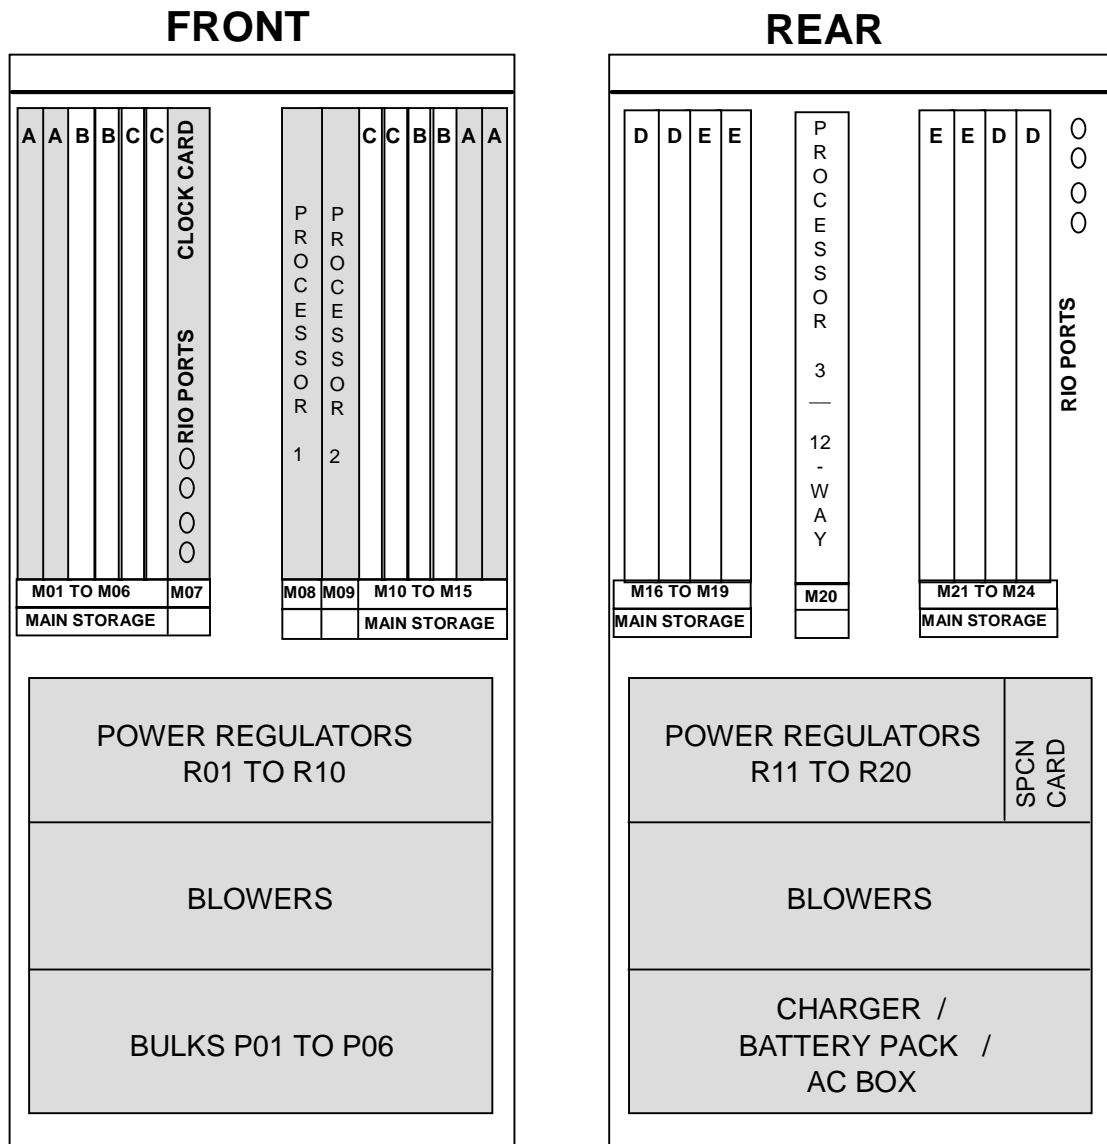 FRONT
A A B B C C
CLOCK CARD
RIO PORTS
PROCESSOR 1
PROCESSOR 2
C C B B A A
M01 TO M06
M07
M08
M09
M10 TO M15
MAIN STORAGE
MAIN STORAGE
POWER REGULATORS
R01 TO R10
BLOWERS
BULKS P01 TO P06
REAR
D D E E
PROCESSOR 3 — 12-WAY
E E D D
RIO PORTS
M16 TO M19
M20
M21 TO M24
MAIN STORAGE
MAIN STORAGE
POWER REGULATORS
R11 TO R20
SPCN
CARD
BLOWERS
CHARGER /
BATTERY PACK /
AC BOX